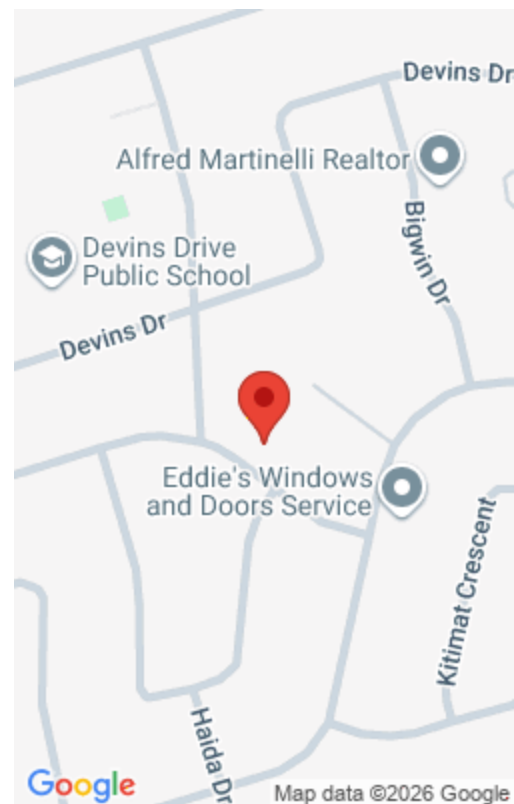 Devins Dr
Alfred Martinelli Realtor
Bigwin Dr
Devins Drive
Public School
Devins Dr
Eddie's Windows
and Doors Service
Kitimat Crescent
Haida Dr
Google
Map data ©2026 Google